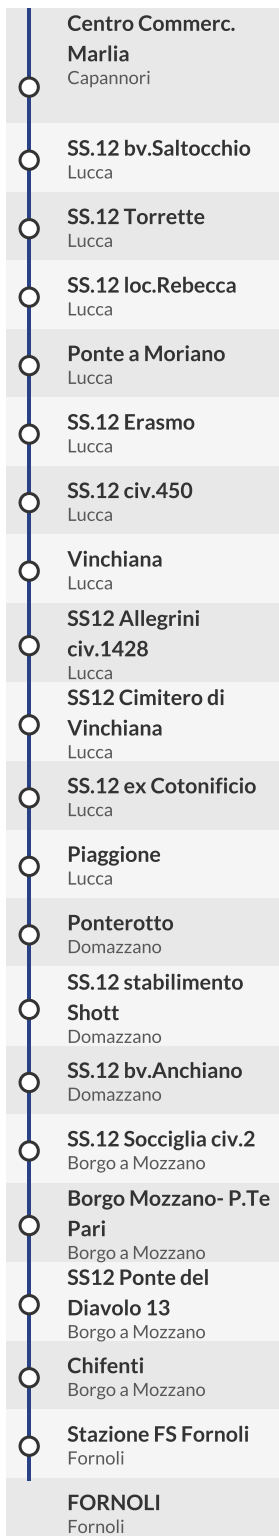 Centro Commerc.
Marlia
Capannori
SS.12 bv.Saltocchio
Lucca
SS.12 Torrette
Lucca
SS.12 loc.Rebecca
Lucca
Ponte a Moriano
Lucca
SS.12 Erasmo
Lucca
SS.12 civ.450
Lucca
Vinchiana
Lucca
SS12 Allegrini
civ.1428
Lucca
SS12 Cimitero di
Vinchiana
Lucca
SS.12 ex Cotonificio
Lucca
Piaggione
Lucca
Ponterotto
Domazzano
SS.12 stabilimento
Shott
Domazzano
SS.12 bv.Anchiano
Domazzano
SS.12 Socciglia civ.2
Borgo a Mozzano
Borgo Mozzano- P.Te
Pari
Borgo a Mozzano
SS12 Ponte del
Diavolo 13
Borgo a Mozzano
Chifenti
Borgo a Mozzano
Stazione FS Fornoli
Fornoli
FORNOLI
Fornoli